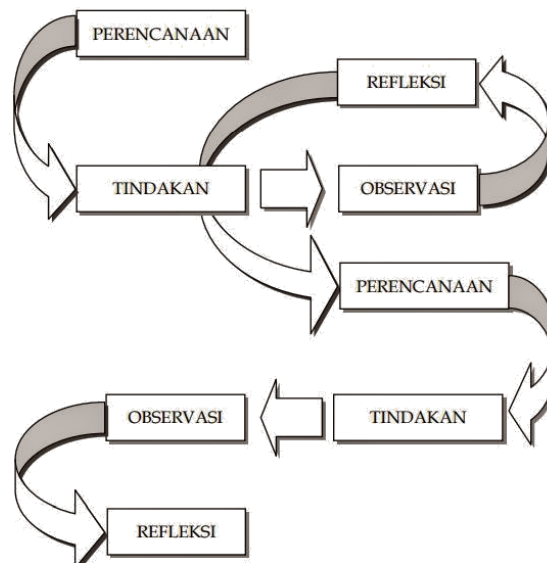 PERENCANAAN
REFLEKSI
TINDAKAN
OBSERVASI
PERENCANAAN
OBSERVASI
TINDAKAN
REFLEKSI